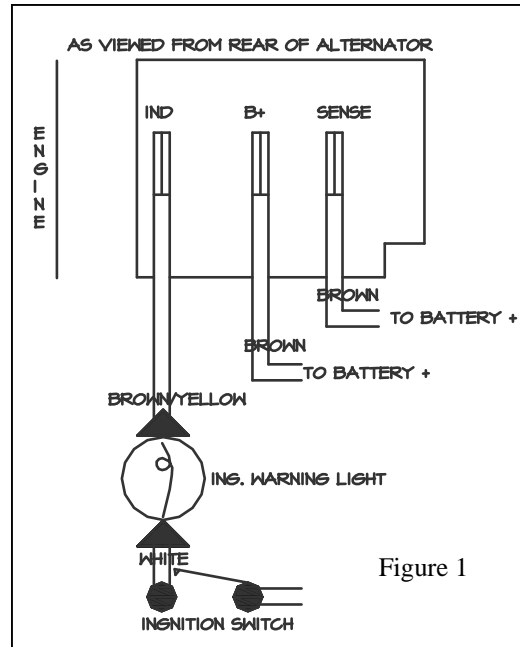 AS VIEWED FROM REAR OF ALTERNATOR
IND B+ SENSE
ENGINE
BROWN
TO BATTERY +
BROWN
TO BATTERY +
BROWN/YELLOW
ING. WARNING LIGHT
WHITE
Figure 1
INGNITION SWITCH